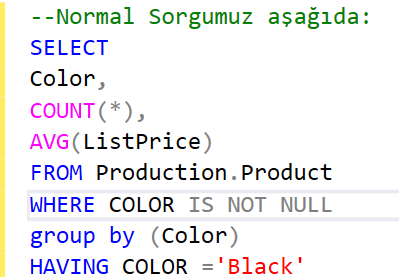 --Normal Sorgumuz aşağıda:
SELECT
Color,
COUNT(*),
AVG(ListPrice)
FROM Production.Product
WHERE COLOR IS NOT NULL
group by (Color)
HAVING COLOR ='Black'